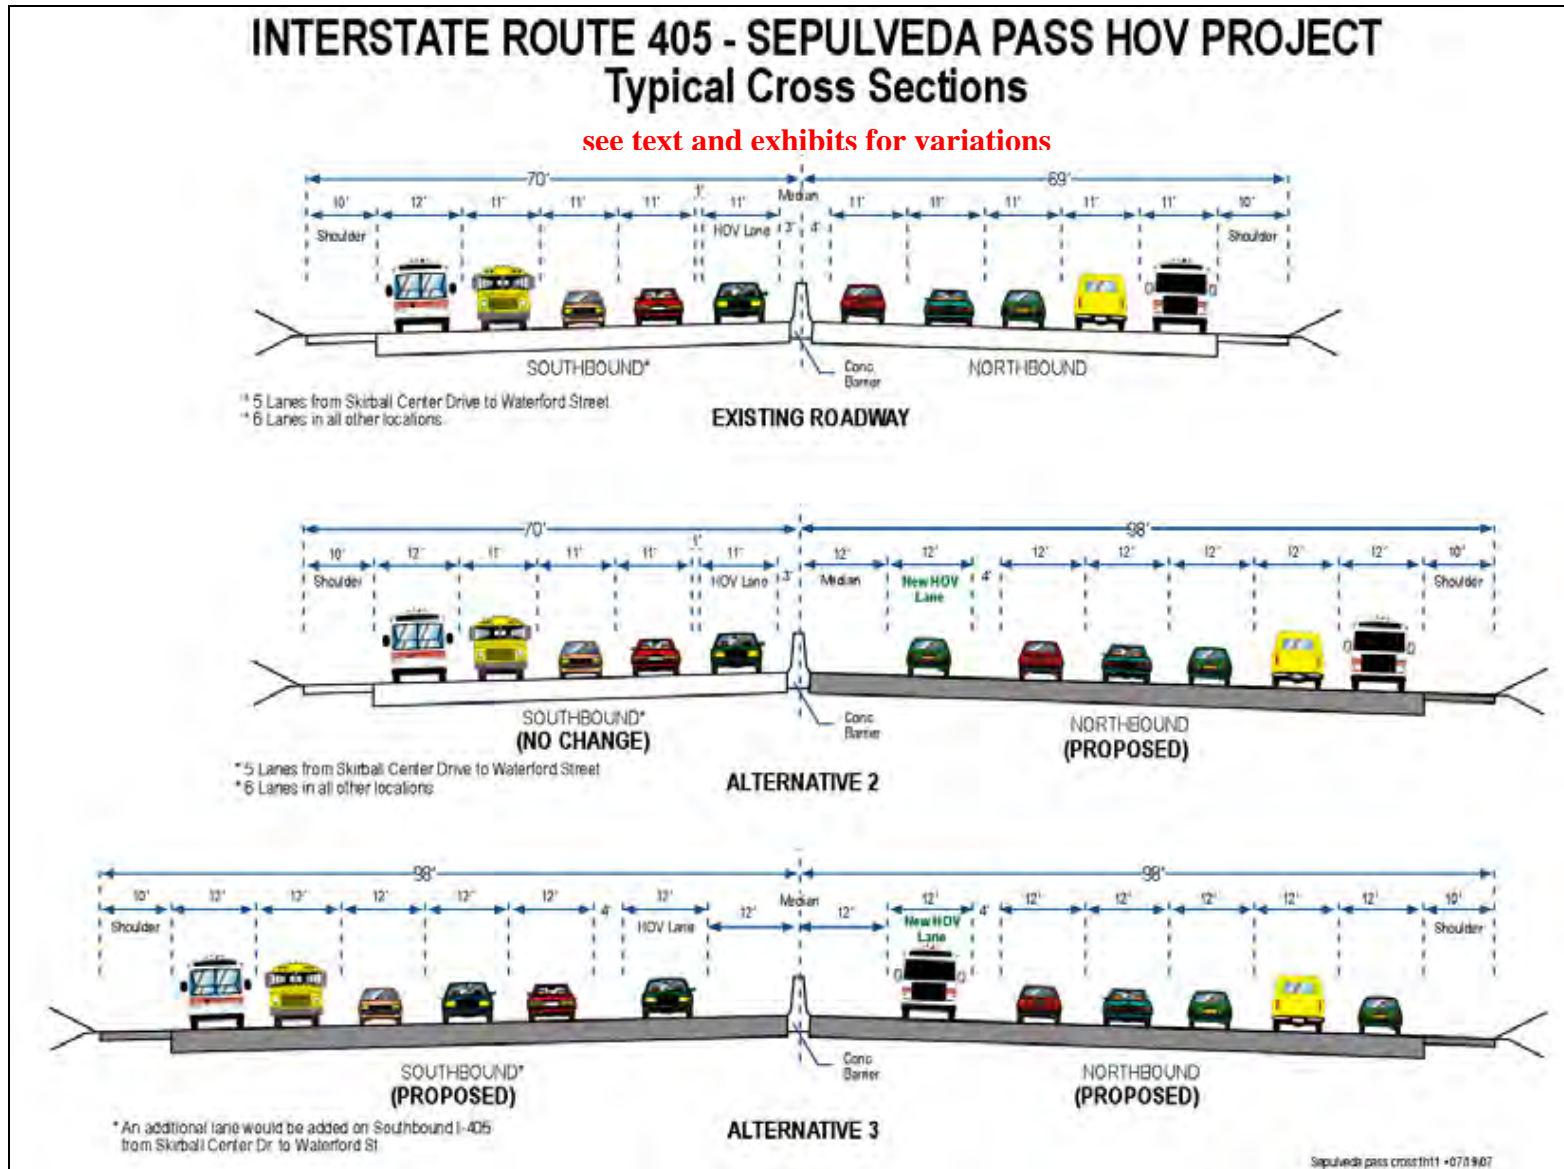 INTERSTATE ROUTE 405 - SEPULVEDA PASS HOV PROJECT
Typical Cross Sections
see text and exhibits for variations
70' 69'
10' 12' 11' 11' 11' 1' 11' Median 11' 11' 11' 11' 11' 10'
Shoulder HOV Lane 3' 4' Shoulder
SOUTHBOUND* Conc Barrier NORTHBOUND
* 5 Lanes from Skirball Center Drive to Waterford Street
* 6 Lanes in all other locations
EXISTING ROADWAY
70' 98'
10' 12' 11' 11' 11' 1' 11' 12' 12' 12' 12' 12' 12' 12' 10'
Shoulder HOV Lane 3' Median New HOV Lane 4' Shoulder
SOUTHBOUND* Conc Barrier NORTHBOUND
(NO CHANGE) (PROPOSED)
* 5 Lanes from Skirball Center Drive to Waterford Street
* 6 Lanes in all other locations
ALTERNATIVE 2
98' 98'
10' 12' 12' 12' 12' 12' 4' 12' 12' Median 12' 12' 4' 12' 12' 12' 12' 12' 10'
Shoulder HOV Lane New HOV Lane Shoulder
SOUTHBOUND* Conc Barrier NORTHBOUND
(PROPOSED) (PROPOSED)
* An additional lane would be added on Southbound I-405
from Skirball Center Dr to Waterford St
ALTERNATIVE 3
Sepulveda pass cross